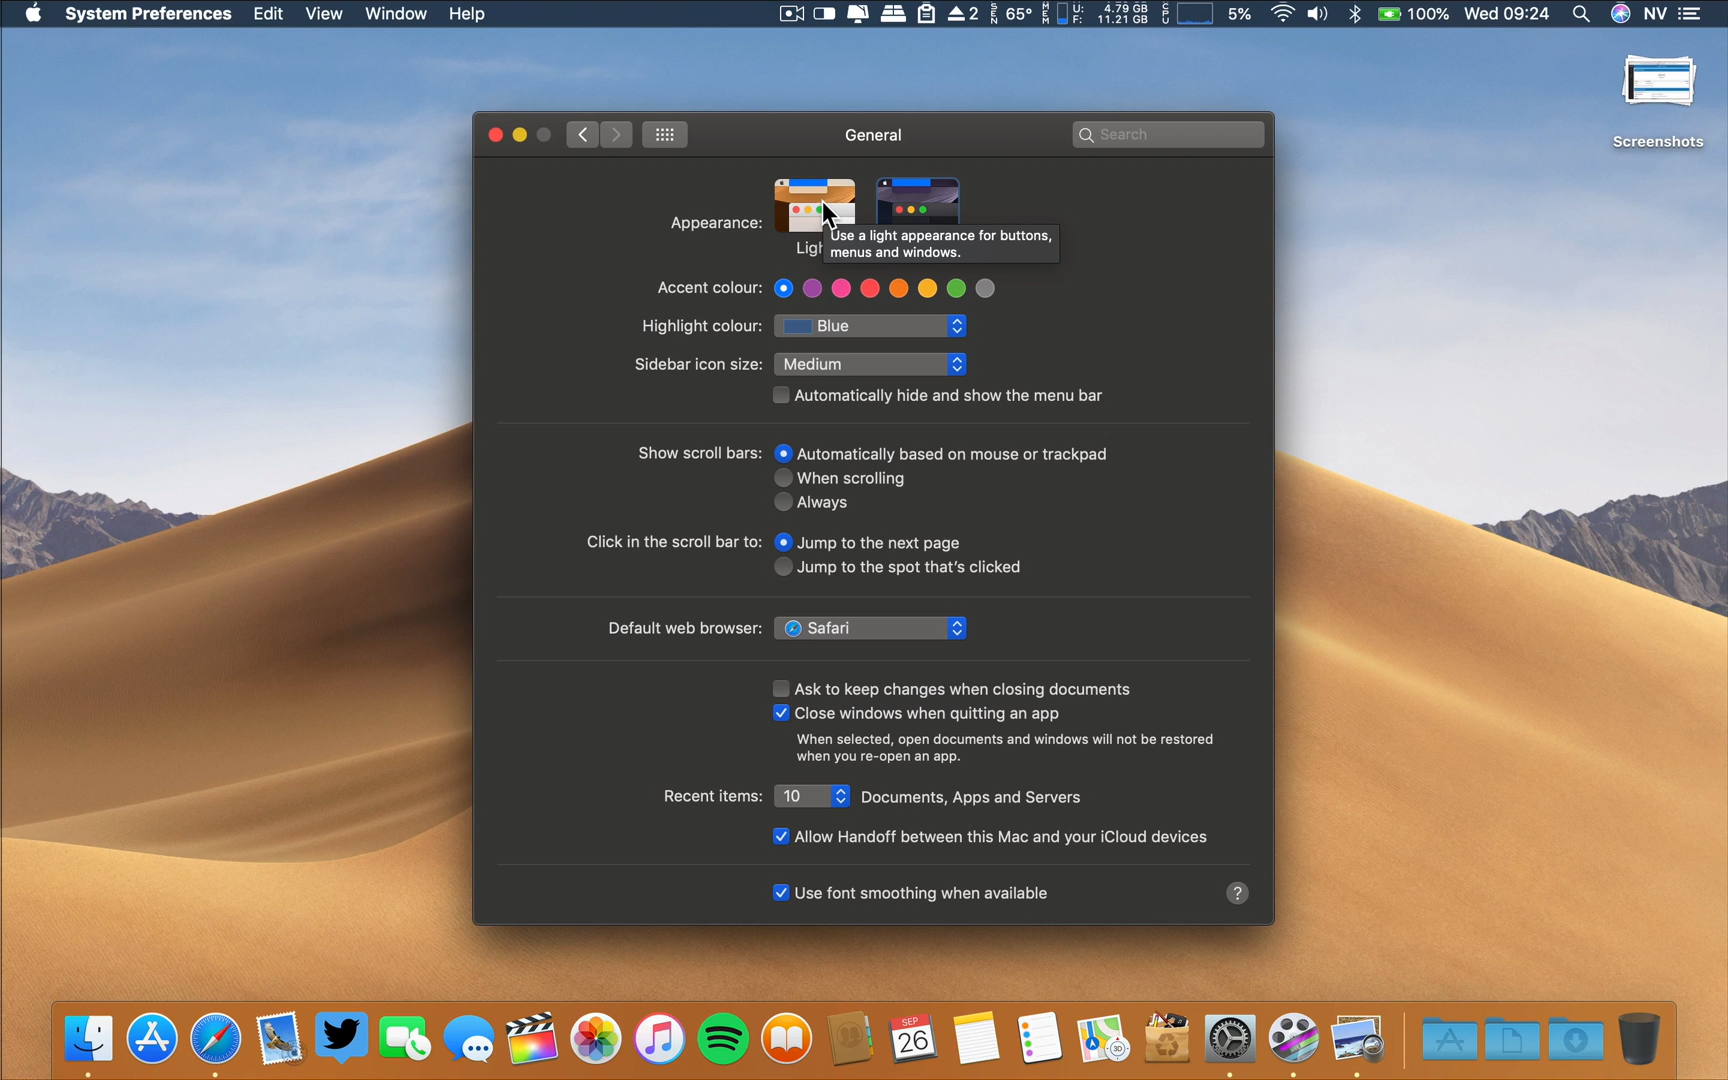 System Preferences Edit View Window Help
2 SEN 65° MEM U: 4.79 GB F: 11.21 GB CPU 5% 100% Wed 09:24 NV
Screenshots
General
Search
Appearance:
Use a light appearance for buttons,
menus and windows.
Accent colour:
Highlight colour: Blue
Sidebar icon size: Medium
Automatically hide and show the menu bar
Show scroll bars: Automatically based on mouse or trackpad
When scrolling
Always
Click in the scroll bar to: Jump to the next page
Jump to the spot that's clicked
Default web browser: Safari
Ask to keep changes when closing documents
Close windows when quitting an app
When selected, open documents and windows will not be restored
when you re-open an app.
Recent items: 10 Documents, Apps and Servers
Allow Handoff between this Mac and your iCloud devices
Use font smoothing when available ?
SEP
26
3D